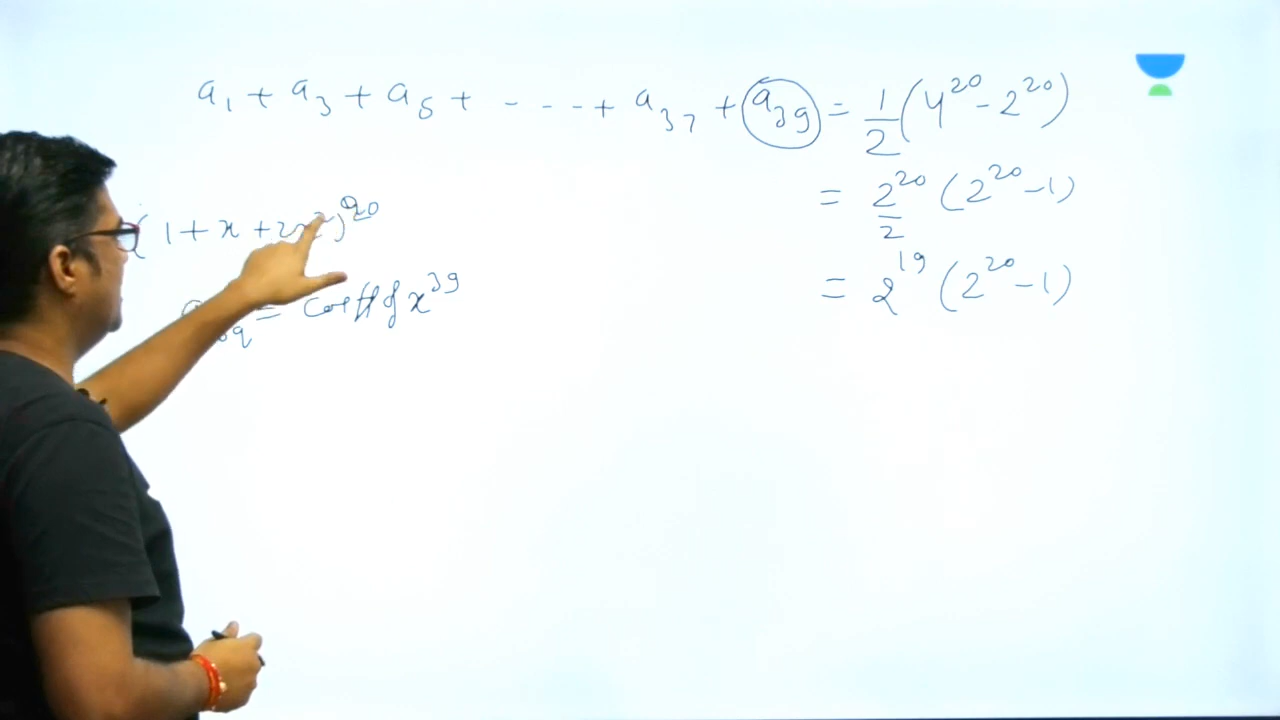 a₁ + a₃ + a₅ + - - - - + a₃₇ + a₃₉ = 1/2 (4²⁰ - 2²⁰)
= 2²⁰/2 (2²⁰ - 1)
(1 + x + 2x²)²⁰
= 2¹⁹ (2²⁰ - 1)
= coeff of x³⁹